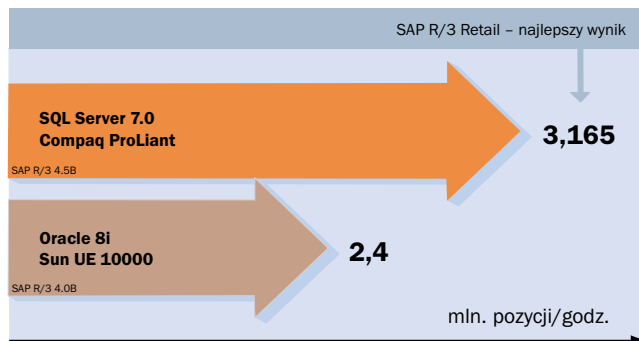 SAP R/3 Retail – najlepszy wynik
SQL Server 7.0
Compaq ProLiant
3,165
SAP R/3 4.5B
Oracle 8i
Sun UE 10000
2,4
SAP R/3 4.0B
mln. pozycji/godz.